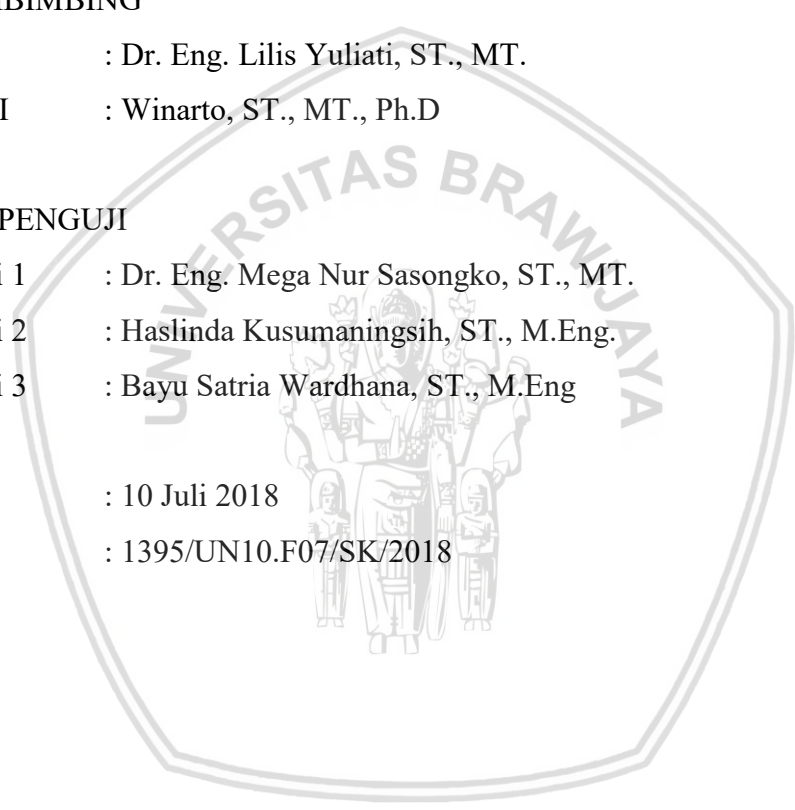 BIMBING
: Dr. Eng. Lilis Yuliati, ST., MT.
I : Winarto, ST., MT., Ph.D
UNIVERSITAS BRAWIJAYA
PENGUJI
i 1 : Dr. Eng. Mega Nur Sasongko, ST., MT.
i 2 : Haslinda Kusumaningsih, ST., M.Eng.
i 3 : Bayu Satria Wardhana, ST., M.Eng
: 10 Juli 2018
: 1395/UN10.F07/SK/2018